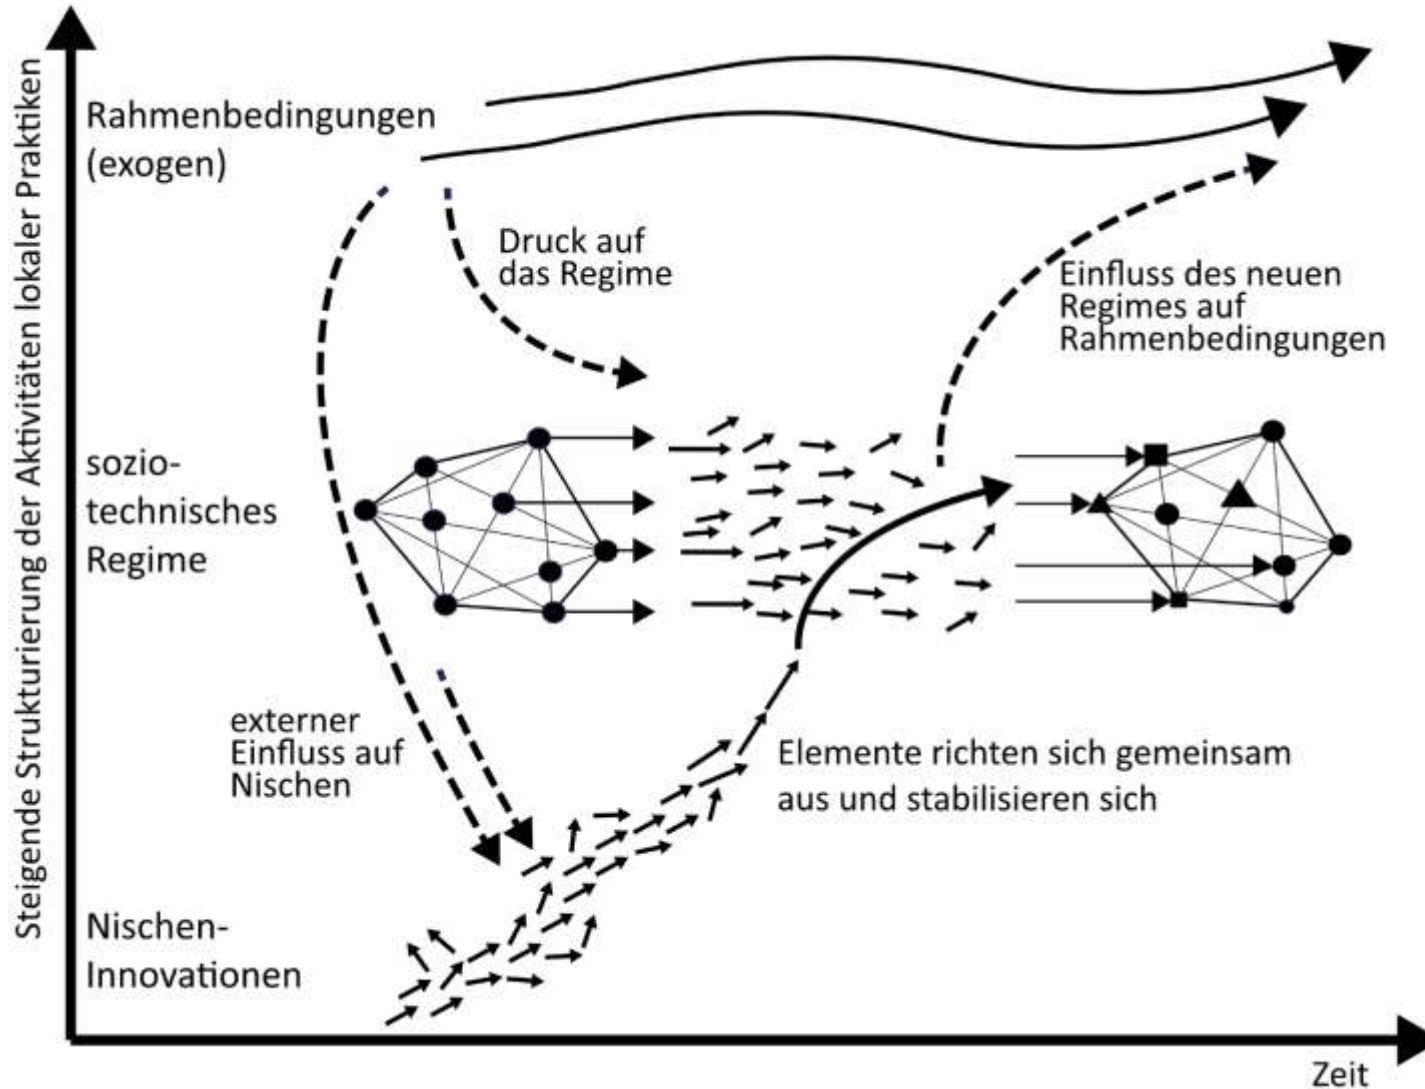 Steigende Strukturierung der Aktivitäten lokaler Praktiken
Rahmenbedingungen
(exogen)
Druck auf
das Regime
Einfluss des neuen
Regimes auf
Rahmenbedingungen
sozio-
technisches
Regime
externer
Einfluss auf
Nischen
Elemente richten sich gemeinsam
aus und stabilisieren sich
Nischen-
Innovationen
Zeit